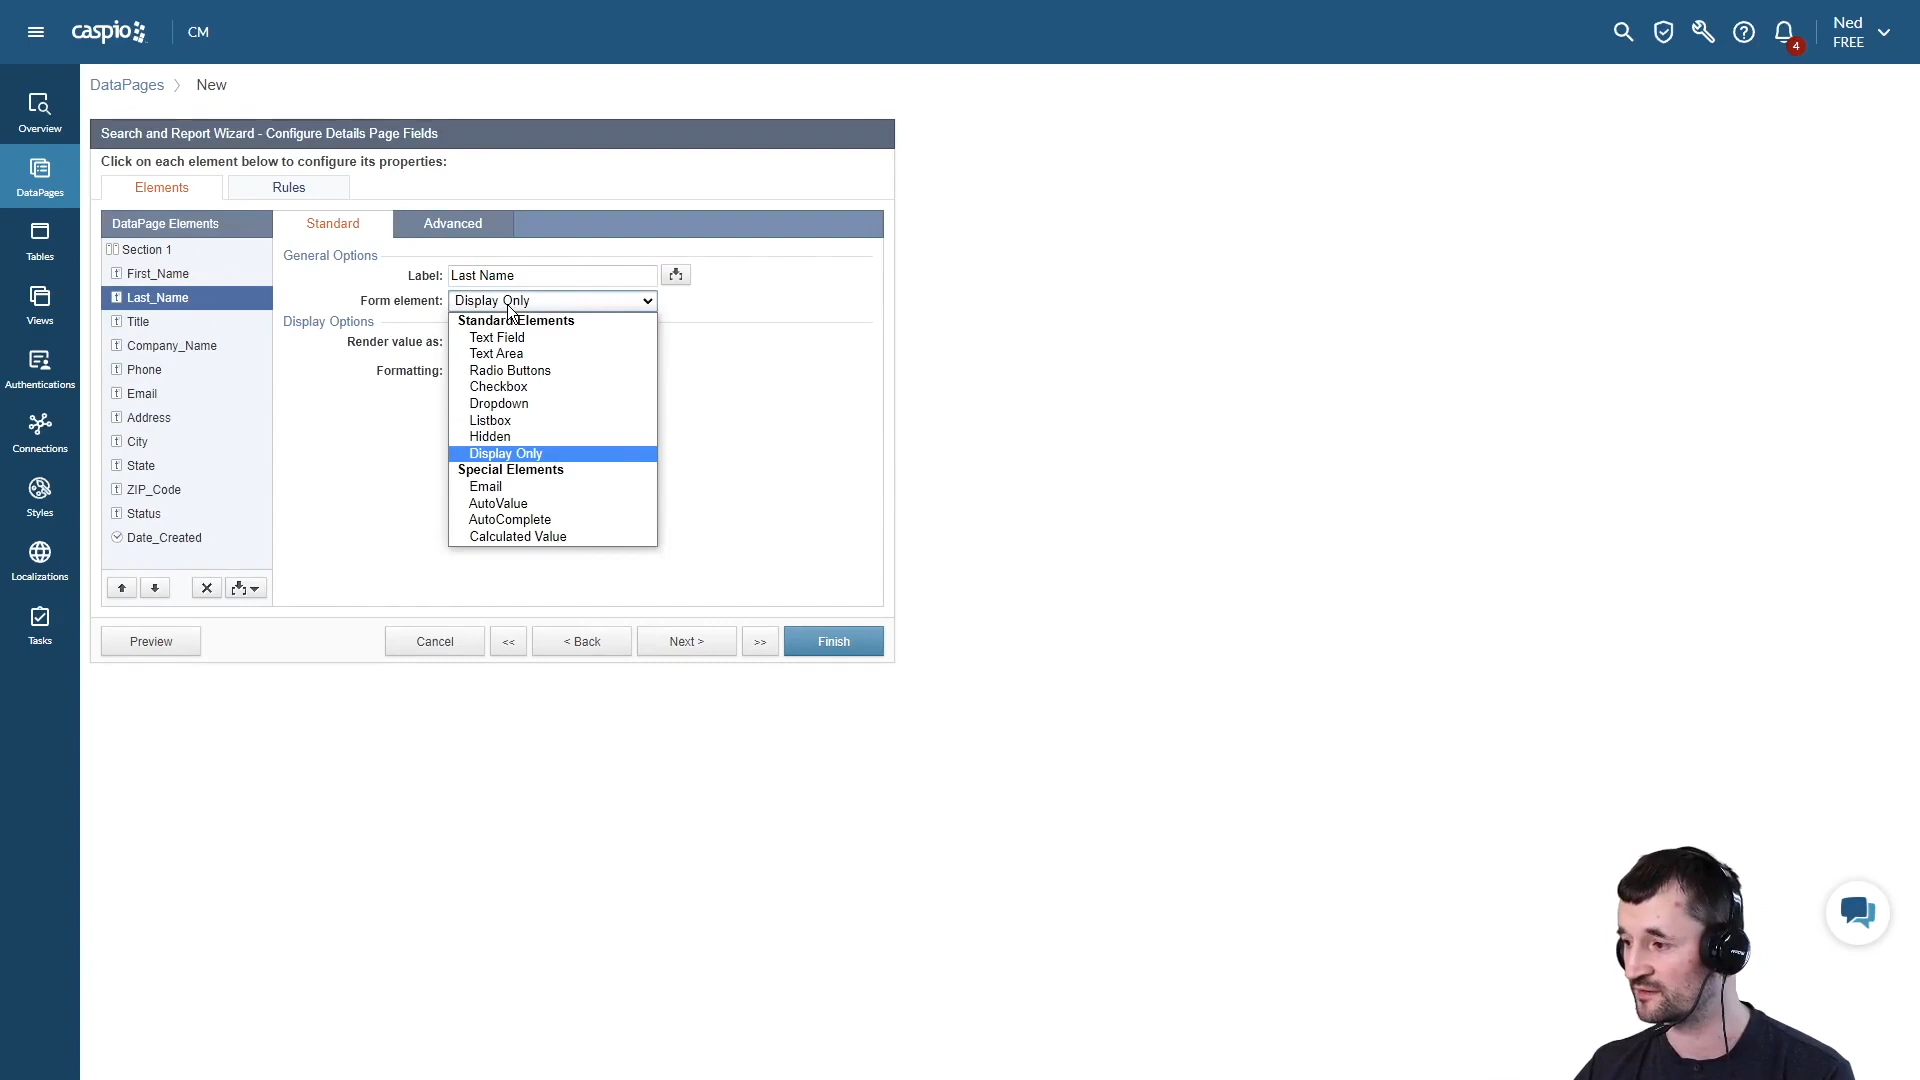 caspio
CM
4
Ned
FREE
Overview
DataPages
Tables
Views
Authentications
Connections
Styles
Localizations
Tasks
DataPages > New
Search and Report Wizard - Configure Details Page Fields
Click on each element below to configure its properties:
Elements
Rules
DataPage Elements
Section 1
First_Name
Last_Name
Title
Company_Name
Phone
Email
Address
City
State
ZIP_Code
Status
Date_Created
Standard
Advanced
General Options
Label: Last Name
Form element: Display Only
Display Options
Render value as:
Formatting:
Standard Elements
Text Field
Text Area
Radio Buttons
Checkbox
Dropdown
Listbox
Hidden
Display Only
Special Elements
Email
AutoValue
AutoComplete
Calculated Value
Preview
Cancel
<<
< Back
Next >
>>
Finish